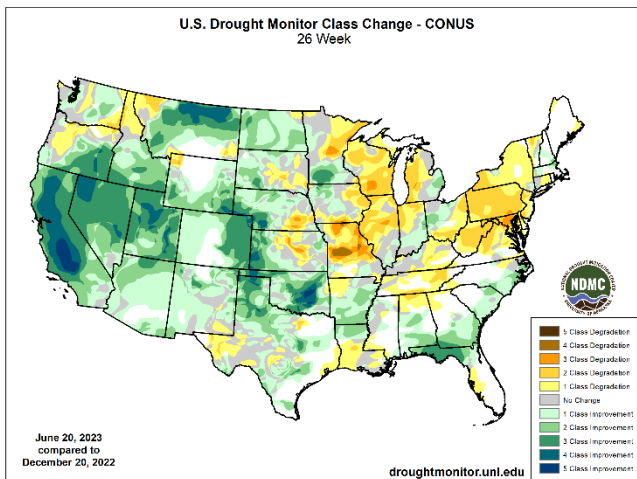 U.S. Drought Monitor Class Change - CONUS
26 Week
NDMC
5 Class Degradation
4 Class Degradation
3 Class Degradation
2 Class Degradation
1 Class Degradation
No Change
1 Class Improvement
2 Class Improvement
3 Class Improvement
4 Class Improvement
5 Class Improvement
June 20, 2023
compared to
December 20, 2022
droughtmonitor.unl.edu